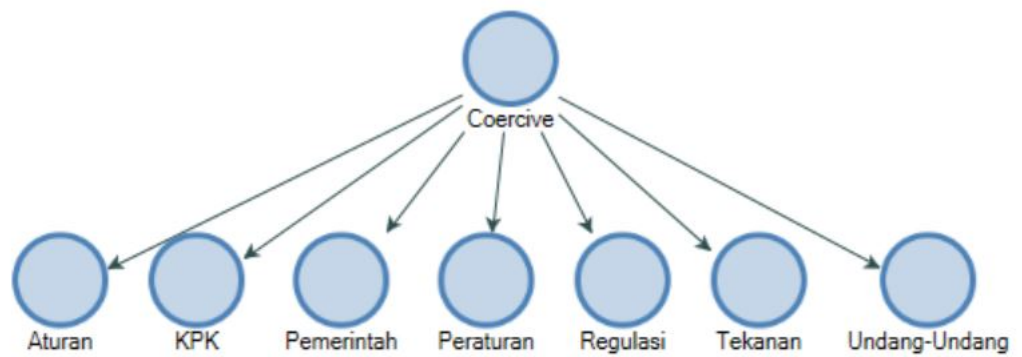 Coercive
Aturan
KPK
Pemerintah
Peraturan
Regulasi
Tekanan
Undang-Undang